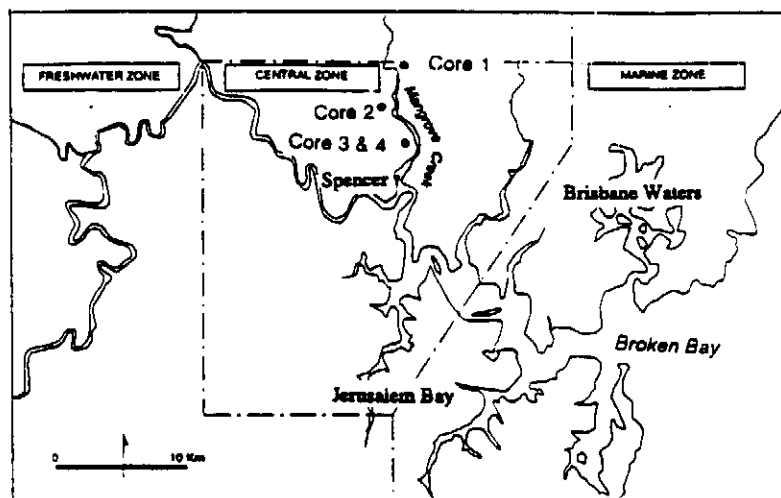 FRESHWATER ZONE
CENTRAL ZONE
Core 1
MARINE ZONE
Core 2
Mangrove Creek
Core 3 & 4
Spencer
Brisbane Waters
Broken Bay
Jerusalem Bay
0 10 Km